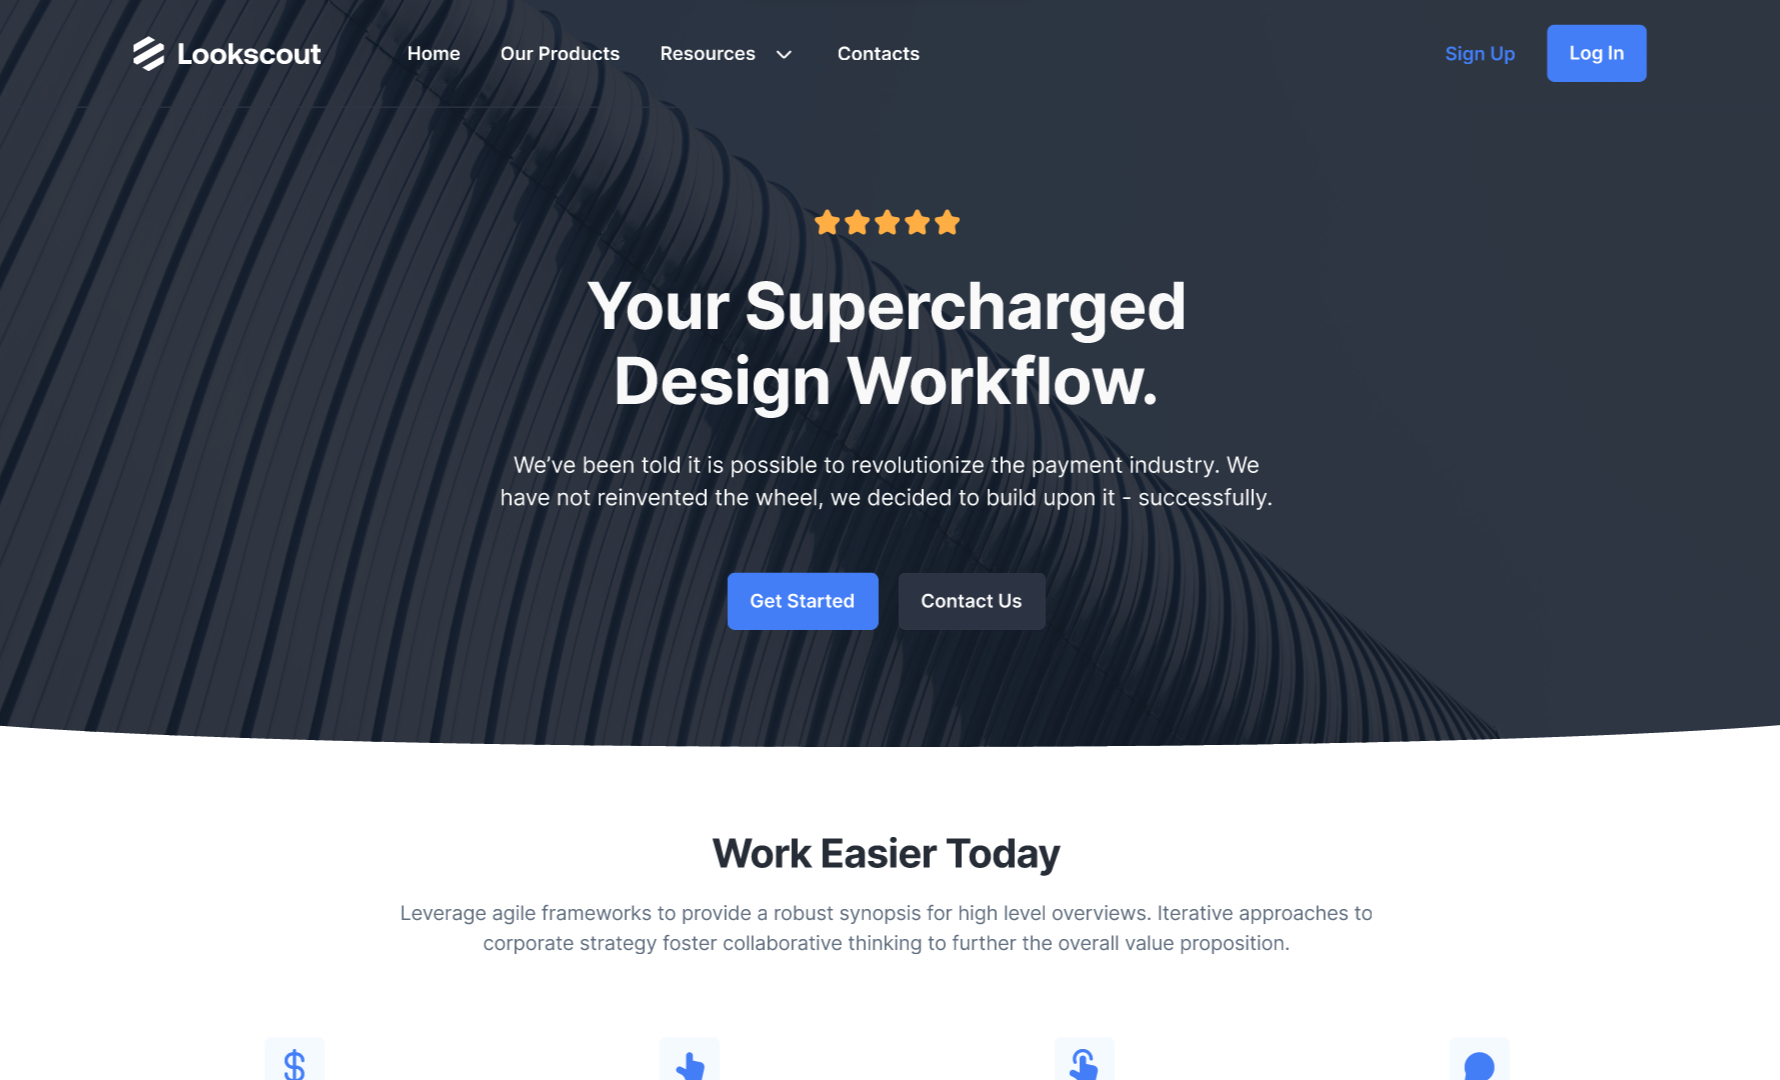 Lookscout
Home
Our Products
Resources
Contacts
Sign Up
Log In
Your Supercharged
Design Workflow.
We’ve been told it is possible to revolutionize the payment industry. We
have not reinvented the wheel, we decided to build upon it - successfully.
Get Started
Contact Us
Work Easier Today
Leverage agile frameworks to provide a robust synopsis for high level overviews. Iterative approaches to
corporate strategy foster collaborative thinking to further the overall value proposition.